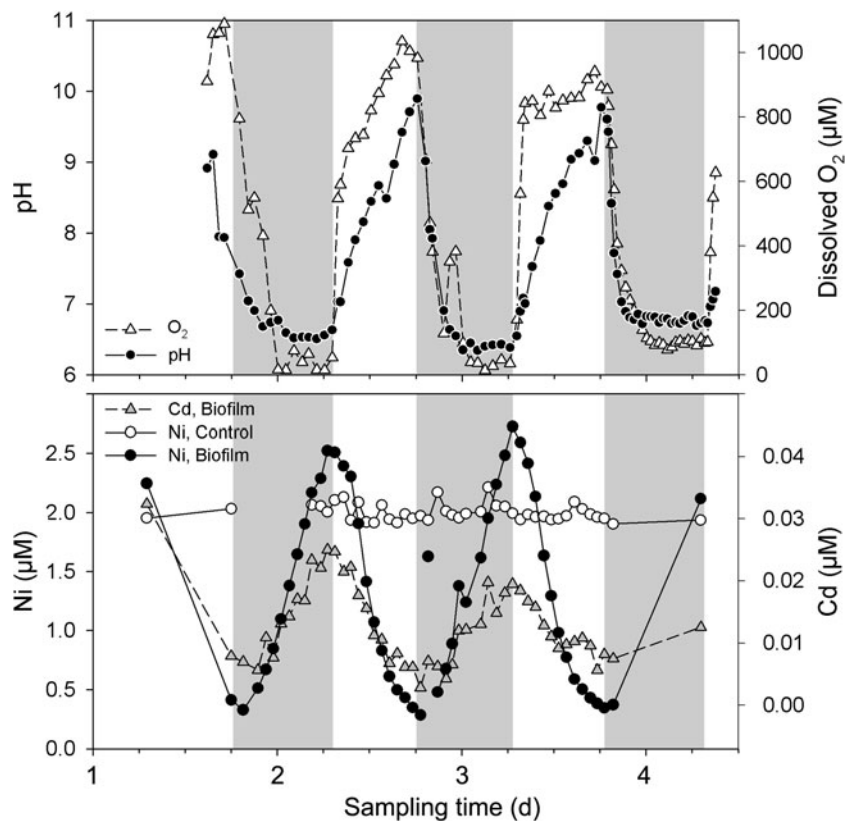 11
10
9
8
7
6
pH
1000
800
600
400
200
0
Dissolved O₂ (µM)
O₂
pH
Cd, Biofilm
Ni, Control
Ni, Biofilm
2.5
2.0
1.5
1.0
0.5
0.0
Ni (µM)
0.04
0.03
0.02
0.01
0.00
Cd (µM)
1 2 3 4
Sampling time (d)